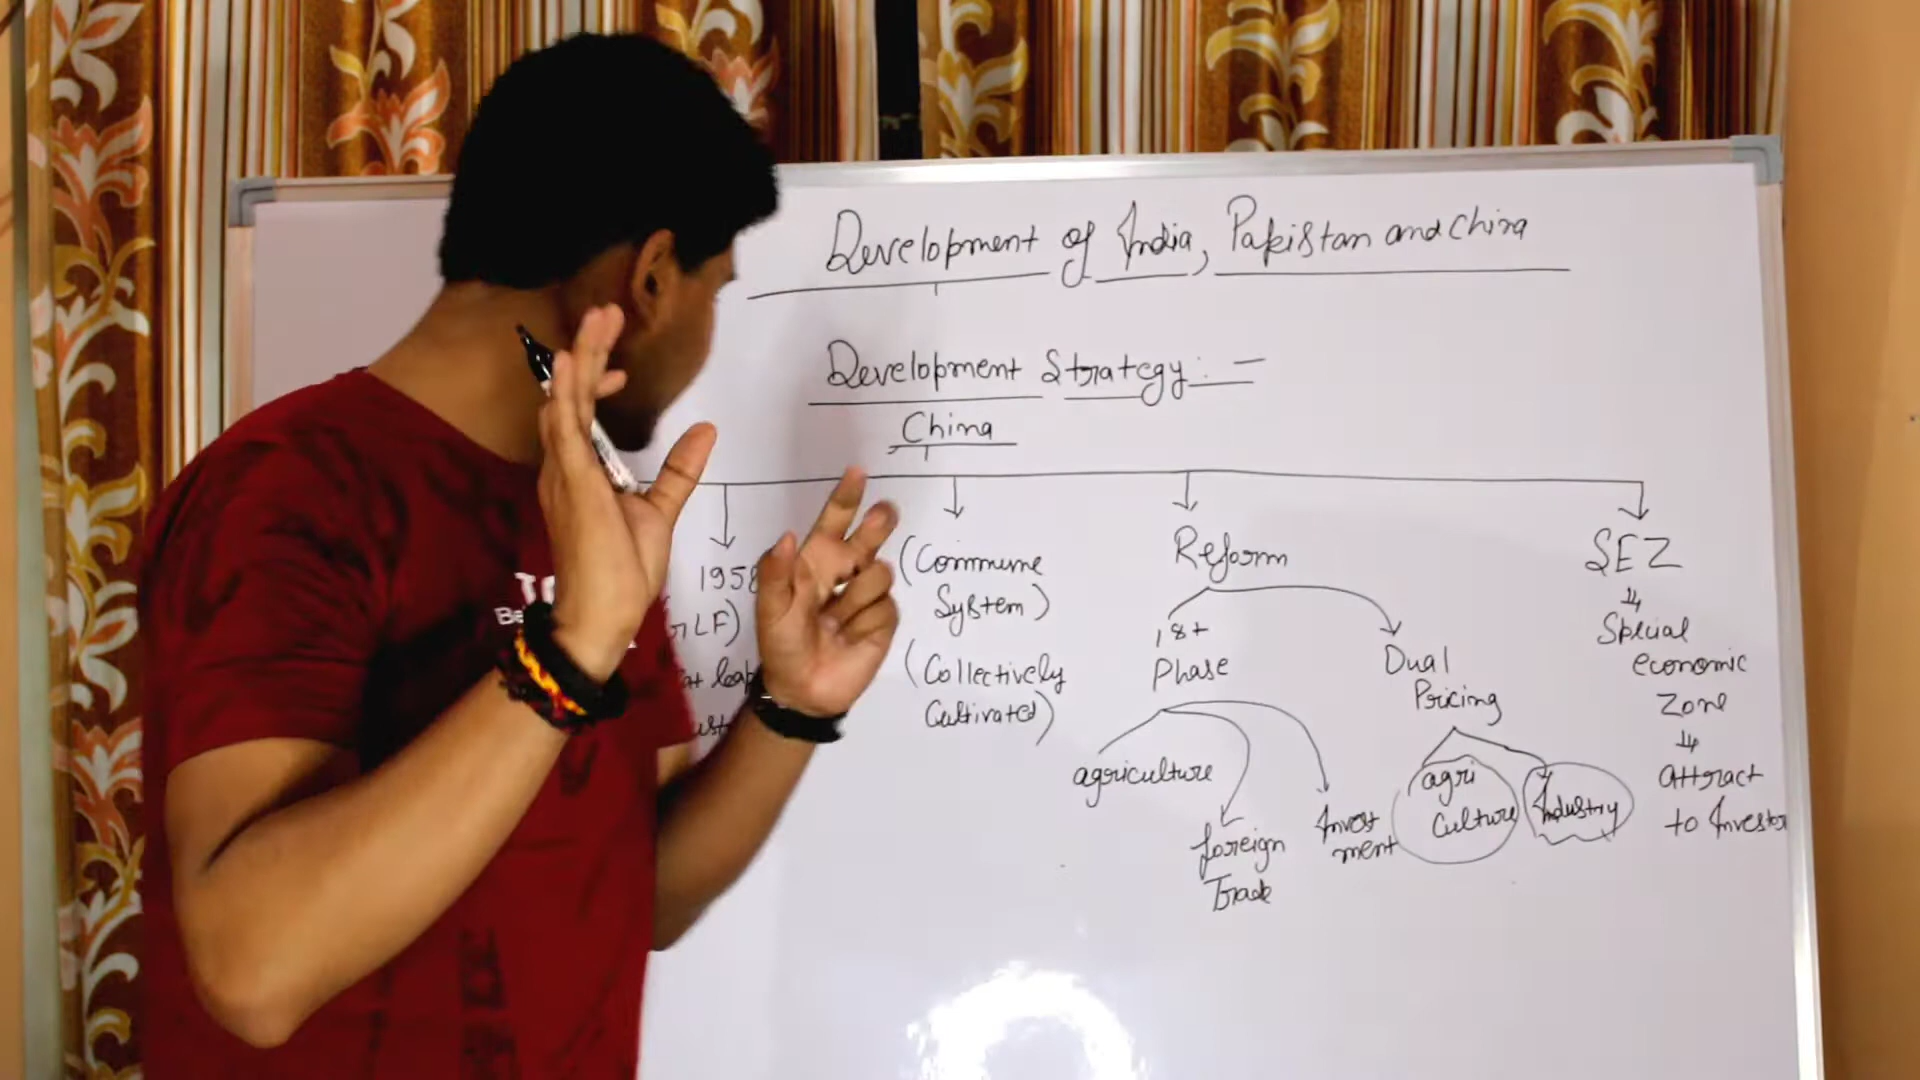 Development of India, Pakistan and China
Development Strategy : -
China
1958
LF)
(Commune
System)
(Collectively
Cultivated)
Reform
1st
Phase
agriculture
foreign
Trade
Invest
ment
Dual
Pricing
agri
culture
Industry
SEZ
Special
economic
Zone
attract
to Investor